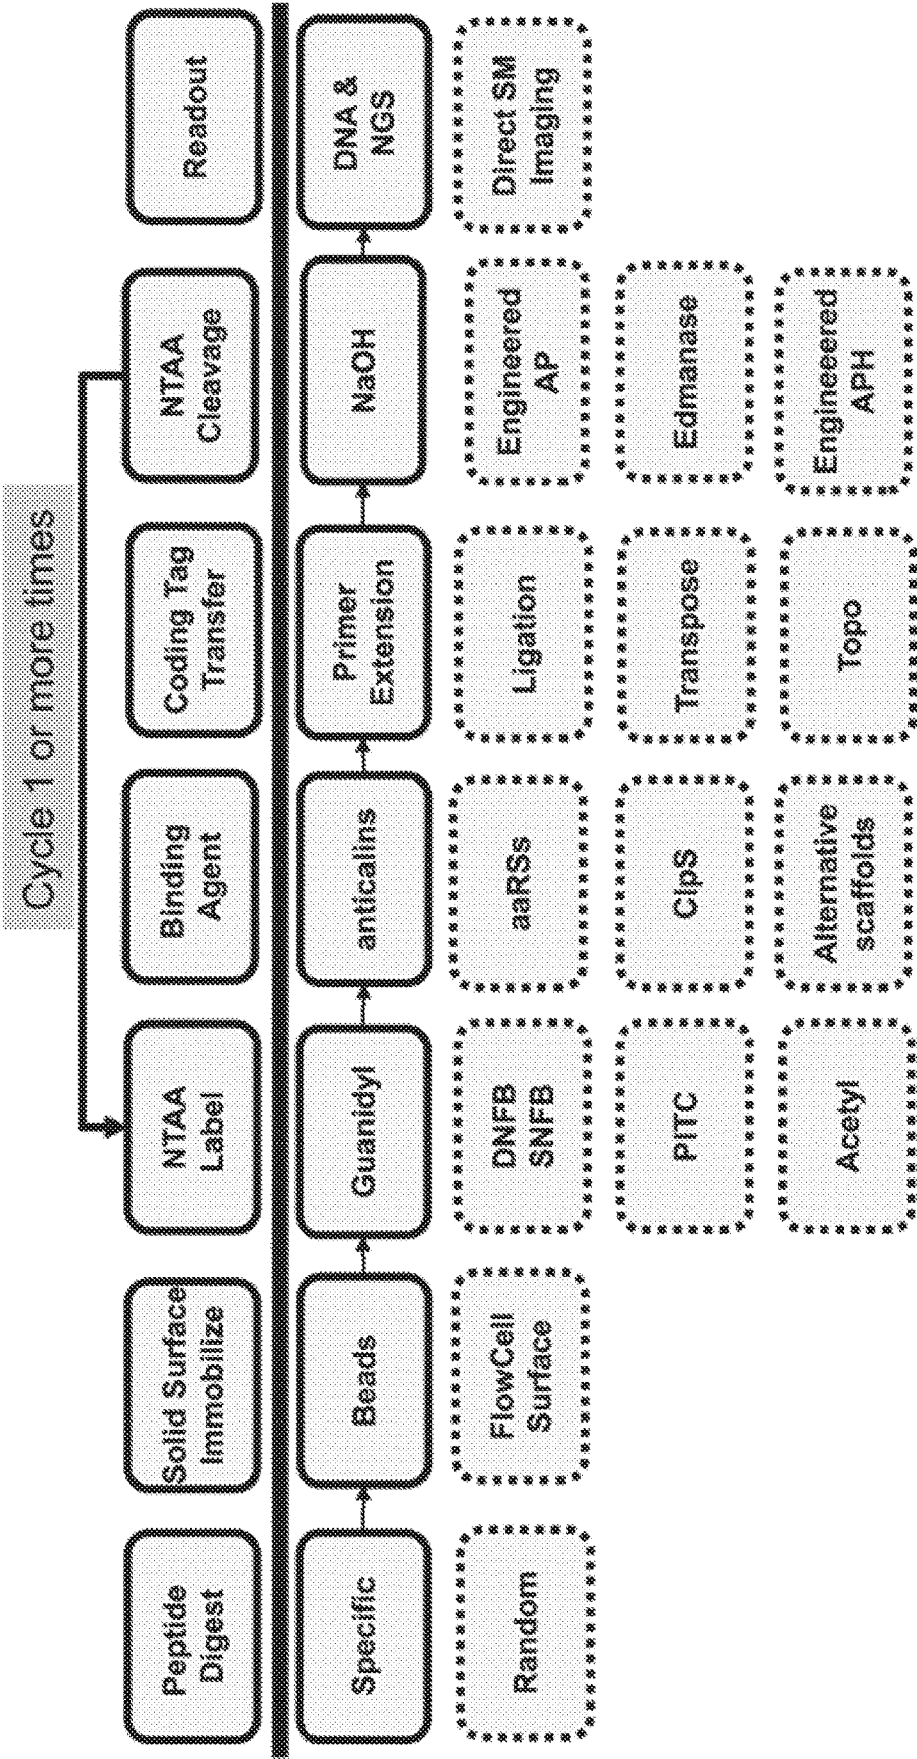 Cycle 1 or more times
Peptide
Digest
Solid Surface
Immobilize
NTAA
Label
Binding
Agent
Coding Tag
Transfer
NTAA
Cleavage
Readout
Specific
Beads
Guanidyl
anticalins
Primer
Extension
NaOH
DNA &
NGS
Random
FlowCell
Surface
DNFB
SNFB
aaRSs
Ligation
Engineered
AP
Direct SM
Imaging
PITC
ClpS
Transpose
Edmanase
Acetyl
Alternative
scaffolds
Topo
Engineeered
APH